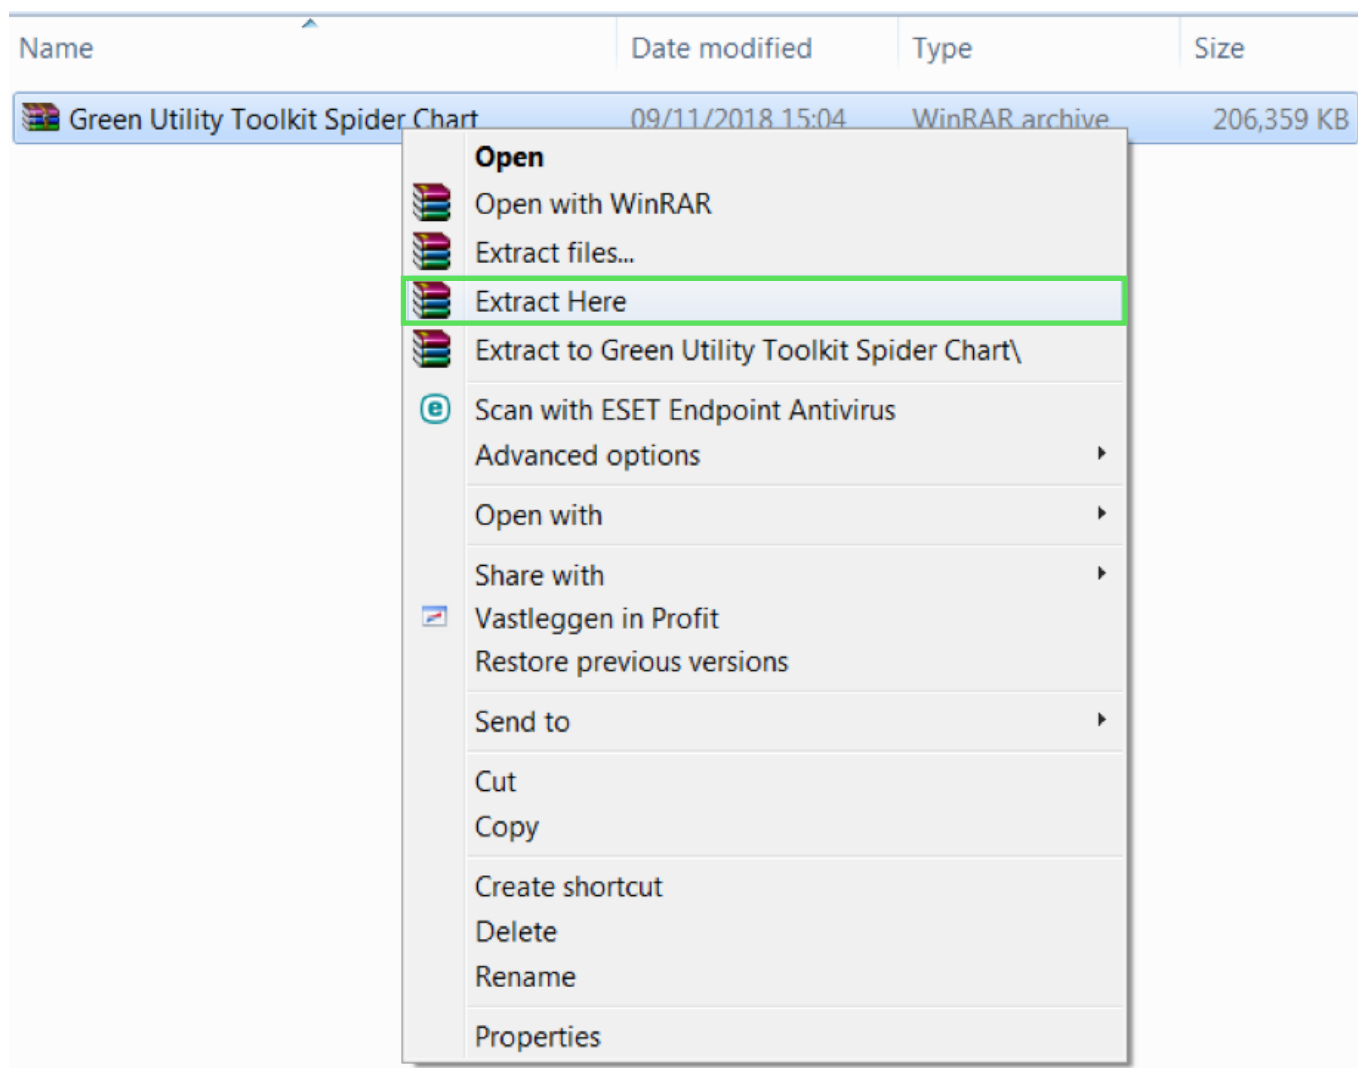 Name Date modified Type Size
Green Utility Toolkit Spider Chart 09/11/2018 15:04 WinRAR archive 206,359 KB
Open
Open with WinRAR
Extract files...
Extract Here
Extract to Green Utility Toolkit Spider Chart\
Scan with ESET Endpoint Antivirus
Advanced options
Open with
Share with
Vastleggen in Profit
Restore previous versions
Send to
Cut
Copy
Create shortcut
Delete
Rename
Properties